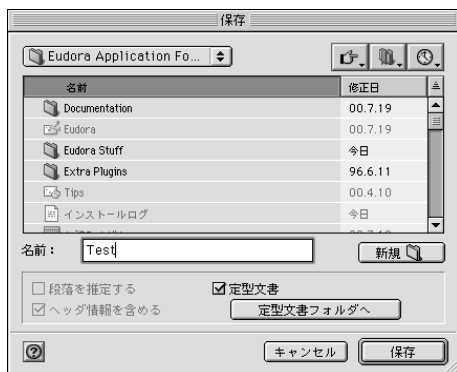 保存
Eudora Application Fo...
名前 修正日
Documentation 00.7.19
Eudora 00.7.19
Eudora Stuff 今日
Extra Plugins 96.6.11
Tips 00.4.10
インストールログ 今日
名前： Test 新規
段落を推定する 定型文書
ヘッダ情報を含める 定型文書フォルダへ
? キャンセル 保存